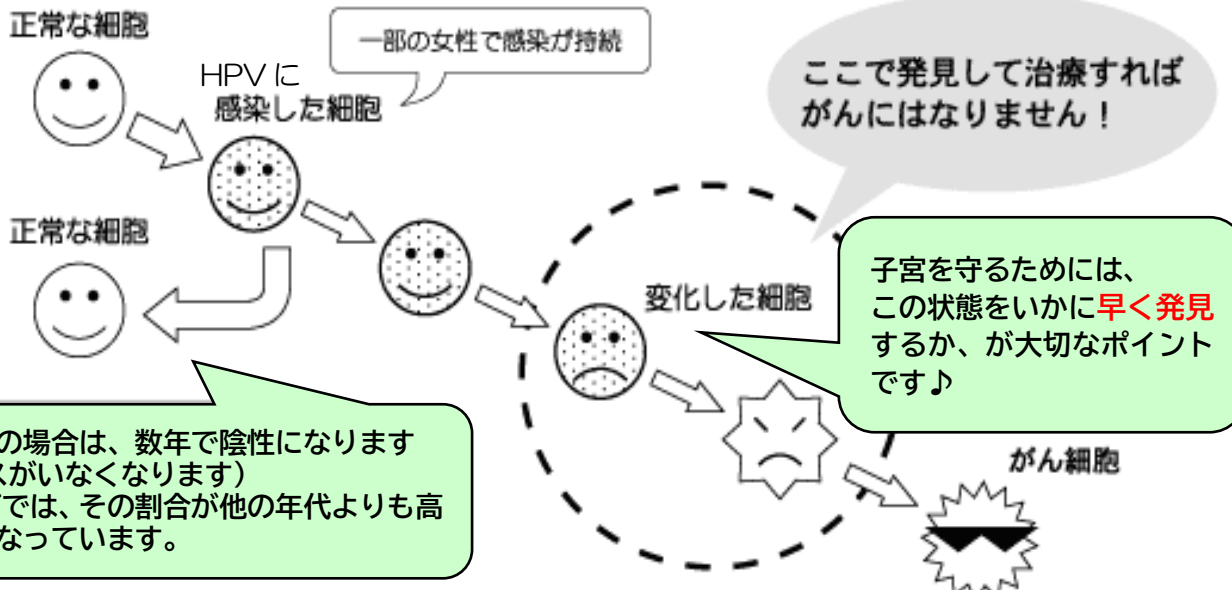 正常な細胞
一部の女性で感染が持続
HPVに
感染した細胞
ここで発見して治療すれば
がんにはなりません！
正常な細胞
変化した細胞
子宮を守るためには、
この状態をいかに早く発見
するか、が大切なポイント
です♪
の場合は、数年で陰性になります
スがいなくなります）
では、その割合が他の年代よりも高
なっています。
がん細胞